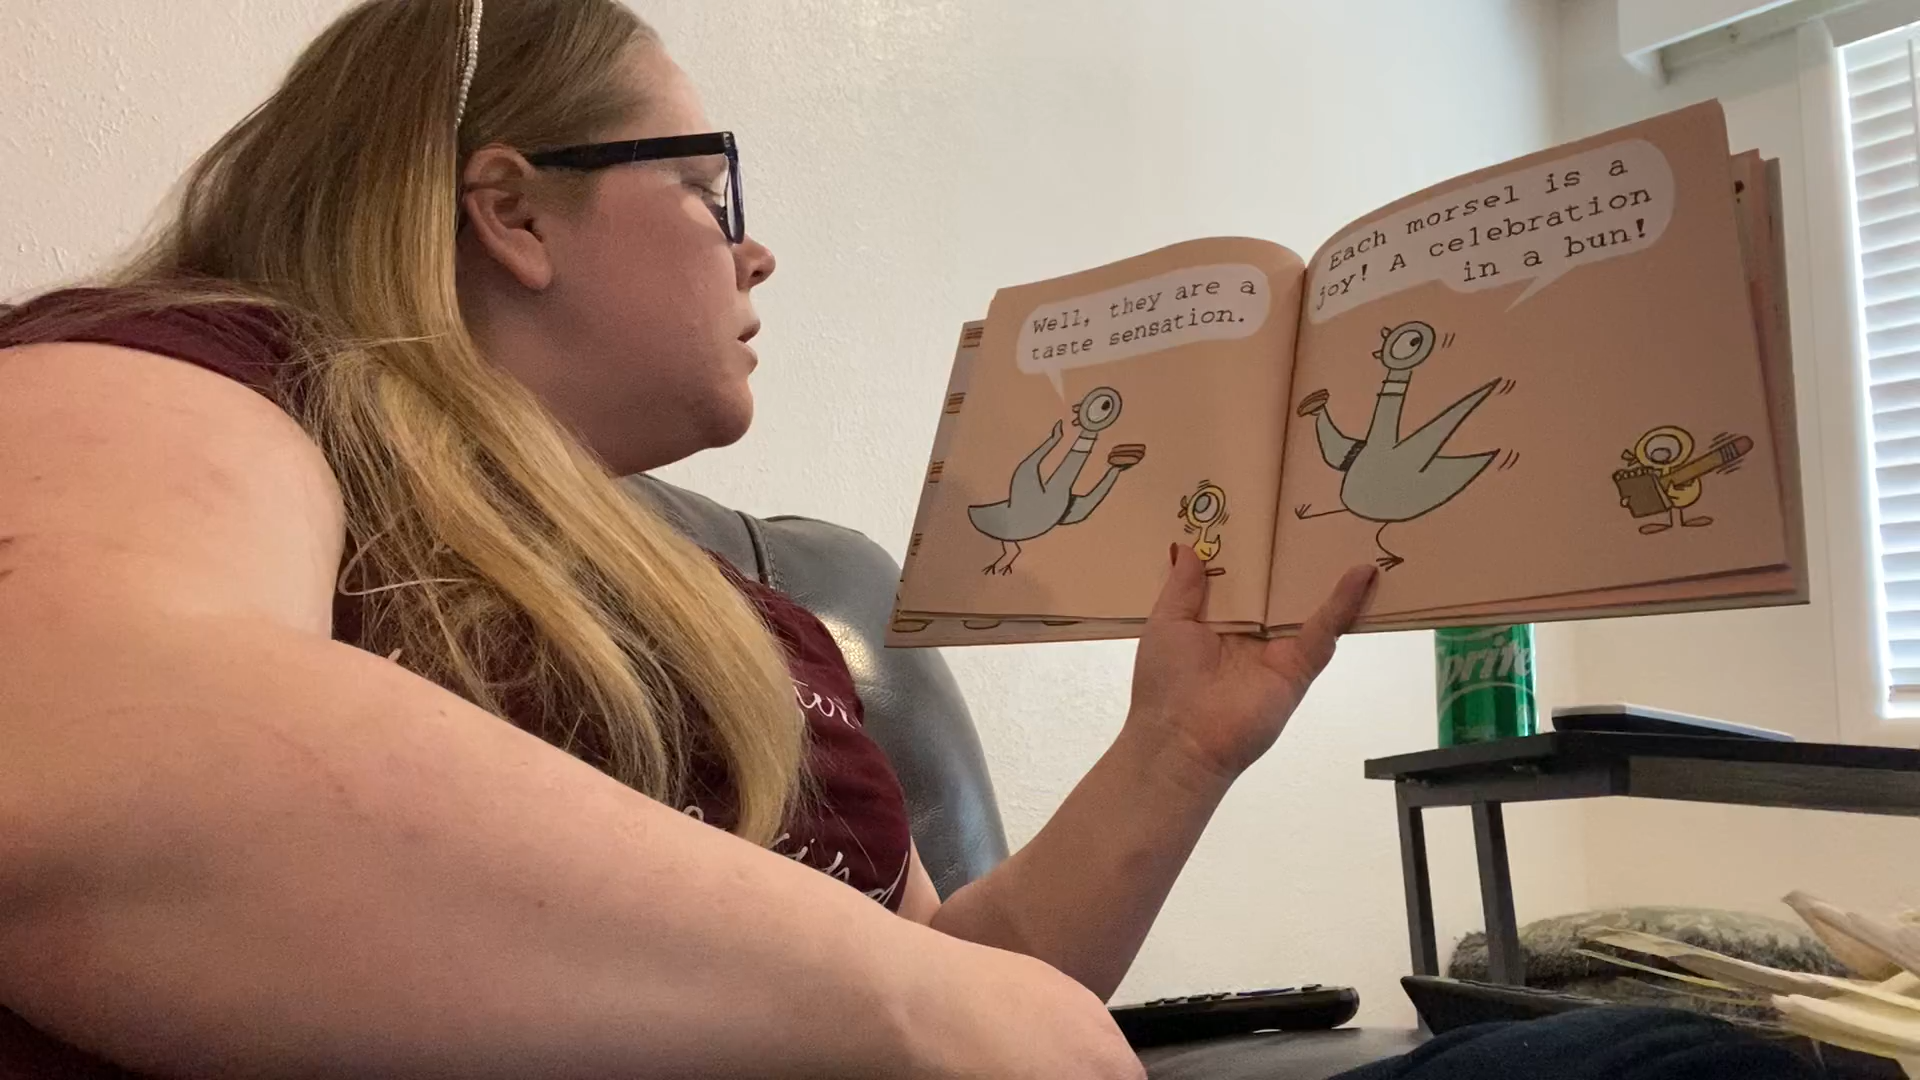 Well, they are a
taste sensation.
Each morsel is a
joy! A celebration
in a bun!
Sprite